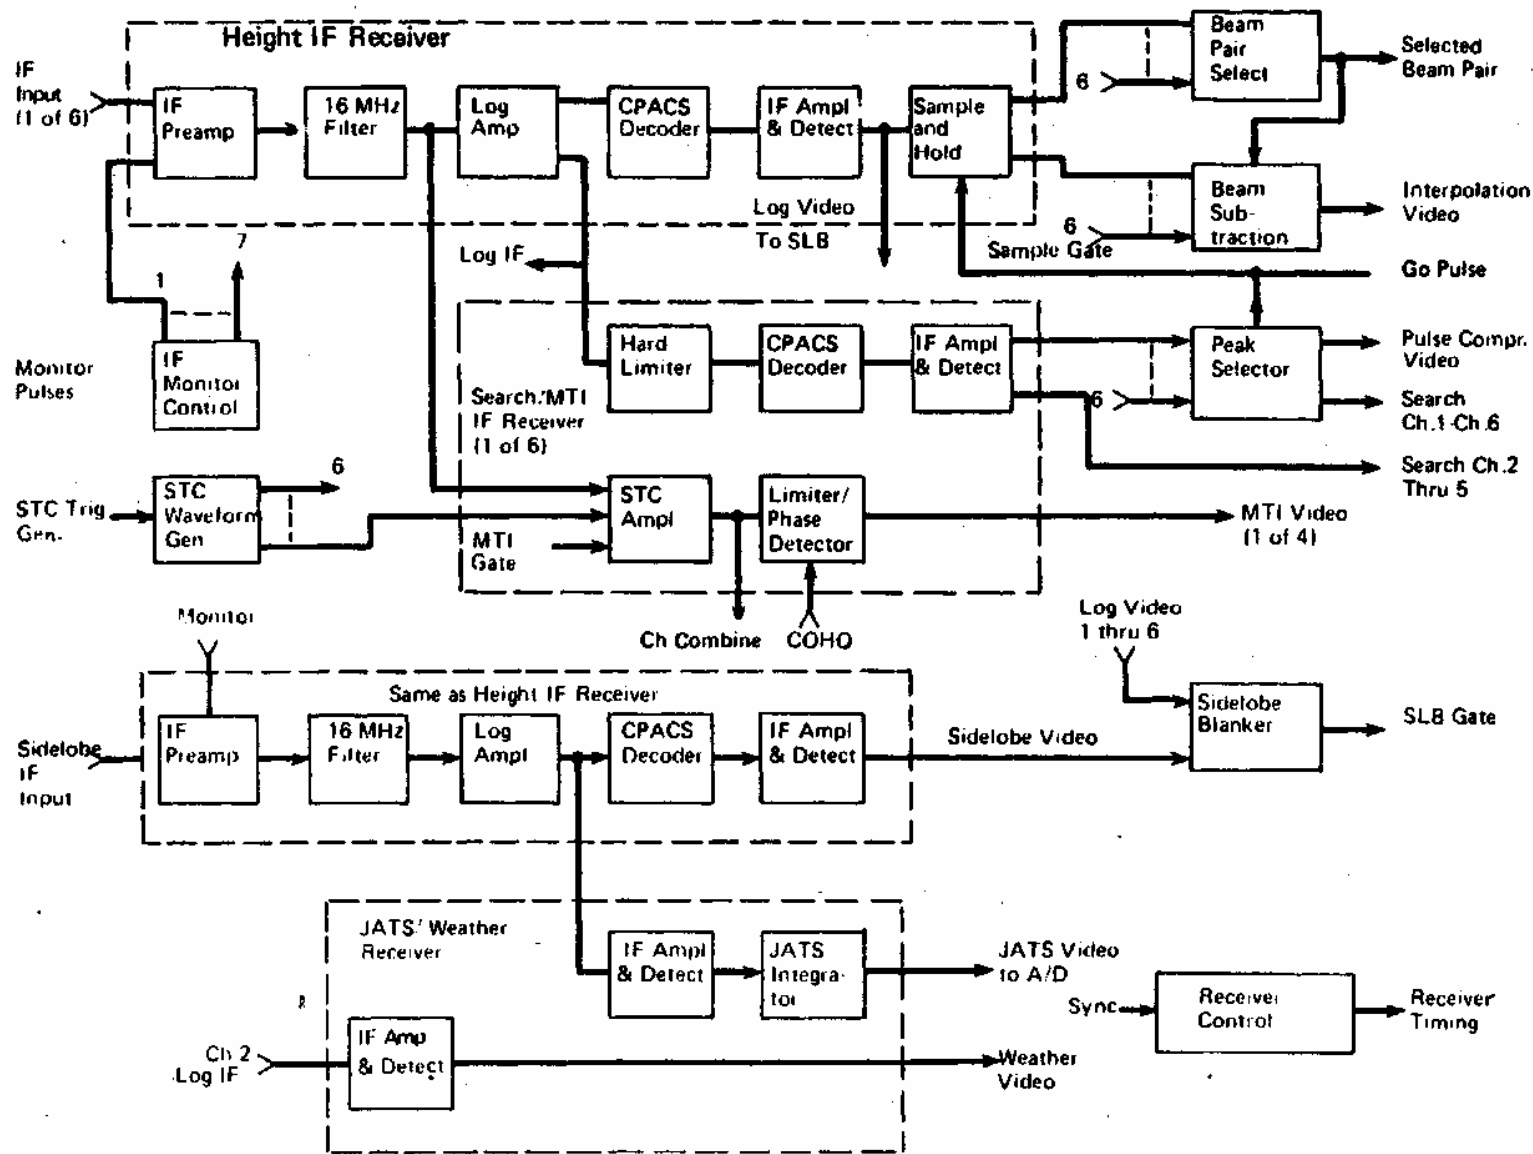 Height IF Receiver
IF
Input
(1 of 6)
IF
Preamp
16 MHz
Filter
Log
Amp
CPACS
Decoder
IF Ampl
& Detect
Sample
and
Hold
6
Beam
Pair
Select
Selected
Beam Pair
Log Video
To SLB
6
Beam
Sub-
traction
Interpolation
Video
Sample Gate
Go Pulse
Log IF
1
7
Monitor
Pulses
IF
Monitor
Control
Search/MTI
IF Receiver
(1 of 6)
Hard
Limiter
CPACS
Decoder
IF Ampl
& Detect
6
Peak
Selector
Pulse Compr.
Video
Search
Ch.1-Ch.6
Search Ch.2
Thru 5
STC Trig
Gen.
STC
Waveform
Gen
6
MTI
Gate
STC
Ampl
Limiter/
Phase
Detector
MTI Video
(1 of 4)
Ch Combine
COHO
Monitor
Same as Height IF Receiver
Sidelobe
IF
Input
IF
Preamp
16 MHz
Filter
Log
Ampl
CPACS
Decoder
IF Ampl
& Detect
Sidelobe Video
Log Video
1 thru 6
Sidelobe
Blanker
SLB Gate
JATS/Weather
Receiver
IF Ampl
& Detect
JATS
Integra-
tor
JATS Video
to A/D
Ch 2
Log IF
IF Amp
& Detect
Weather
Video
Sync
Receiver
Control
Receiver
Timing